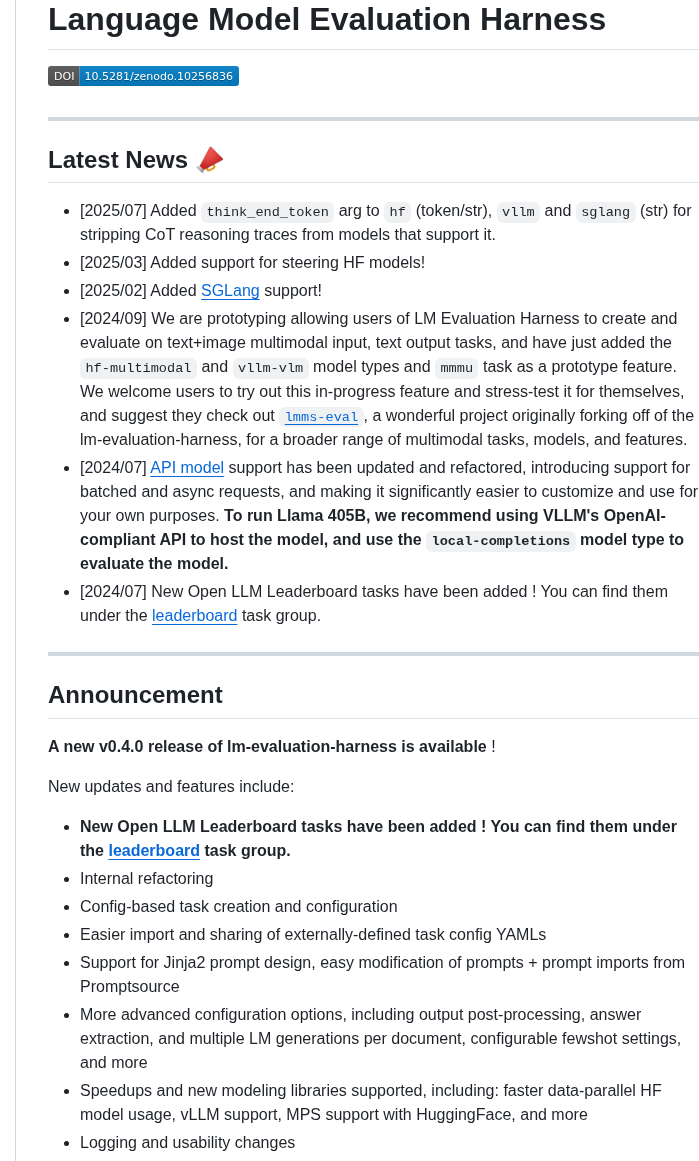 Language Model Evaluation Harness
DOI 10.5281/zenodo.10256836
Latest News
[2025/07] Added think_end_token arg to hf (token/str), vllm and sglang (str) for
stripping CoT reasoning traces from models that support it.
[2025/03] Added support for steering HF models!
[2025/02] Added SGLang support!
[2024/09] We are prototyping allowing users of LM Evaluation Harness to create and
evaluate on text+image multimodal input, text output tasks, and have just added the
hf-multimodal and vllm-vlm model types and mmmu task as a prototype feature.
We welcome users to try out this in-progress feature and stress-test it for themselves,
and suggest they check out lmms-eval, a wonderful project originally forking off of the
lm-evaluation-harness, for a broader range of multimodal tasks, models, and features.
[2024/07] API model support has been updated and refactored, introducing support for
batched and async requests, and making it significantly easier to customize and use for
your own purposes. To run Llama 405B, we recommend using VLLM's OpenAI-
compliant API to host the model, and use the local-completions model type to
evaluate the model.
[2024/07] New Open LLM Leaderboard tasks have been added ! You can find them
under the leaderboard task group.
Announcement
A new v0.4.0 release of lm-evaluation-harness is available !
New updates and features include:
New Open LLM Leaderboard tasks have been added ! You can find them under
the leaderboard task group.
Internal refactoring
Config-based task creation and configuration
Easier import and sharing of externally-defined task config YAMLs
Support for Jinja2 prompt design, easy modification of prompts + prompt imports from
Promptsource
More advanced configuration options, including output post-processing, answer
extraction, and multiple LM generations per document, configurable fewshot settings,
and more
Speedups and new modeling libraries supported, including: faster data-parallel HF
model usage, vLLM support, MPS support with HuggingFace, and more
Logging and usability changes